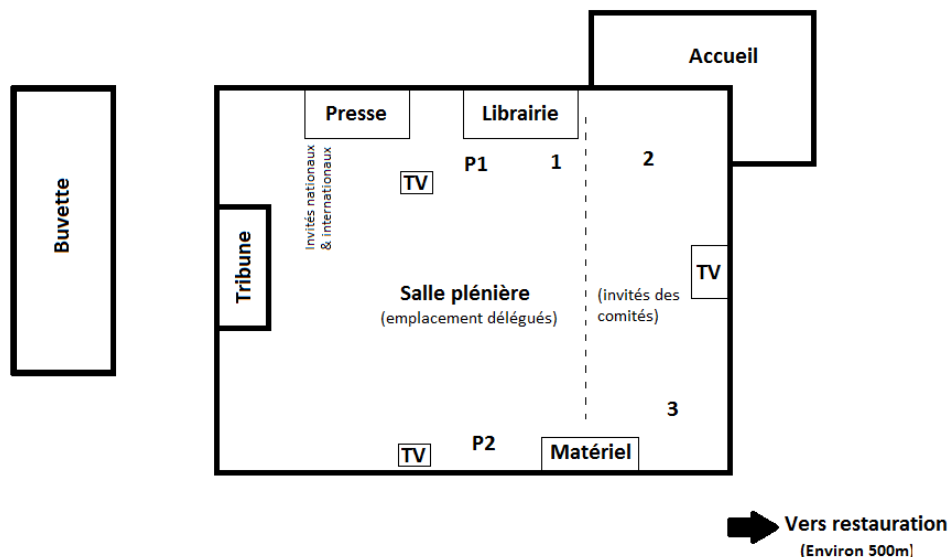 Accueil
Presse
Librairie
P1
1
2
TV
Invités nationaux
& internationaux
Buvette
Tribune
TV
Salle plénière
(emplacement délégués)
(invités des
comités)
3
P2
TV
Matériel
Vers restauration
(Environ 500m)